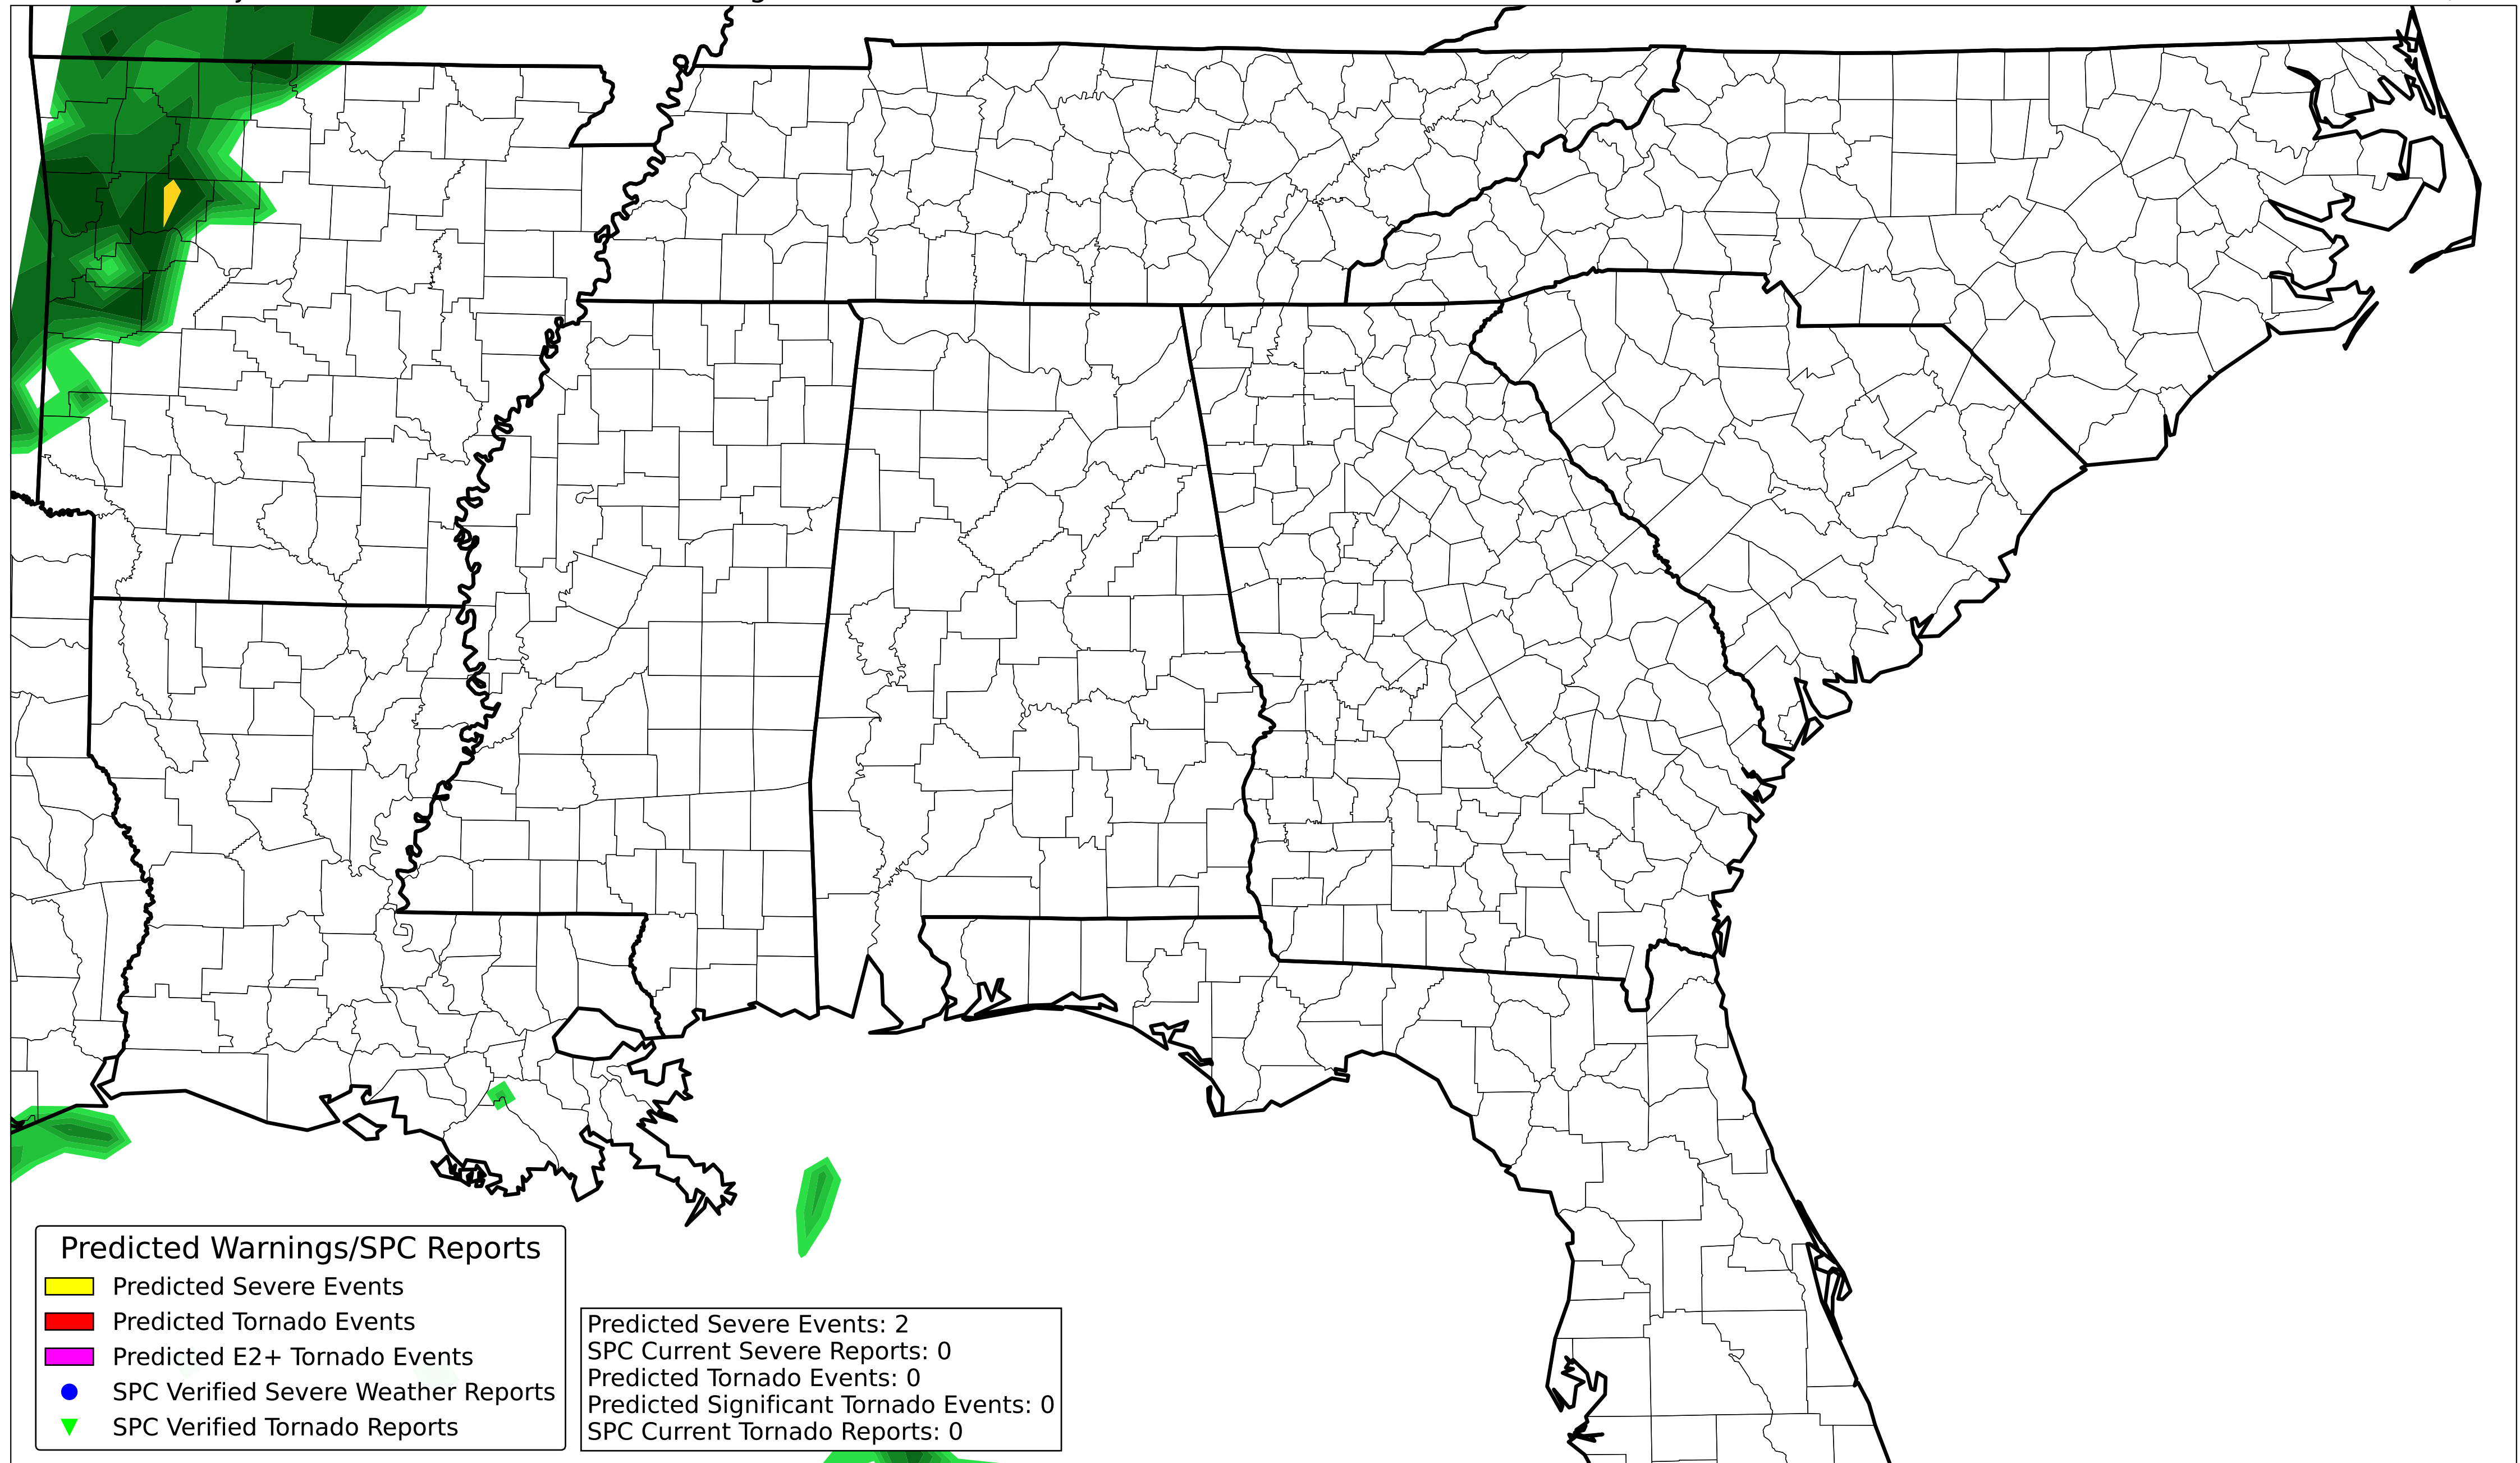 Predicted Warnings/SPC Reports
Predicted Severe Events
Predicted Tornado Events
Predicted E2+ Tornado Events
SPC Verified Severe Weather Reports
SPC Verified Tornado Reports
Predicted Severe Events: 2
SPC Current Severe Reports: 0
Predicted Tornado Events: 0
Predicted Significant Tornado Events: 0
SPC Current Tornado Reports: 0